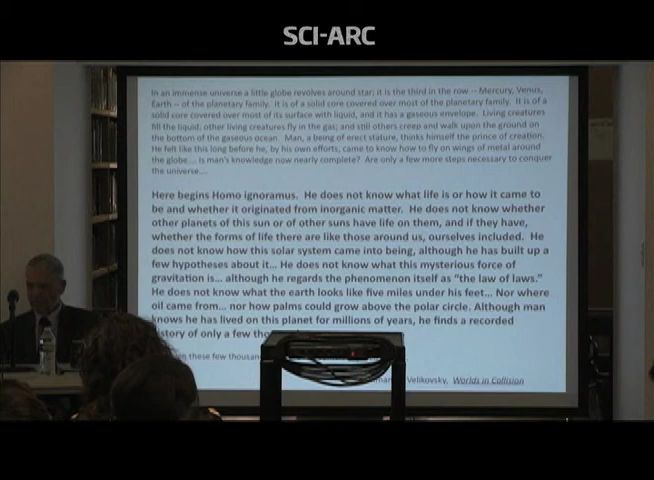 SCI-ARC
In an immense universe a little globe revolves around star; it is the third in the row -- Mercury, Venus,
Earth -- of the planetary family. It is of a solid core covered over most of the planetary family. It is of a
solid core covered over most of its surface with liquid, and it has a gaseous envelope. Living creatures
fill the liquid; other living creatures fly in the gas; and still others creep and walk upon the ground on
the bottom of the gaseous ocean. Man, a being of erect stature, thinks himself the prince of creation.
He felt like this long before he, by his own efforts, came to know how to fly on wings of metal around
the globe.... Is man's knowledge now nearly complete? Are only a few more steps necessary to conquer
the universe....
Here begins Homo ignoramus. He does not know what life is or how it came to
be and whether it originated from inorganic matter. He does not know whether
other planets of this sun or of other suns have life on them, and if they have,
whether the forms of life there are like those around us, ourselves included. He
does not know how this solar system came into being, although he has built up a
few hypotheses about it... He does not know what this mysterious force of
gravitation is... although he regards the phenomenon itself as "the law of laws."
He does not know what the earth looks like five miles under his feet... Nor where
oil came from... nor how palms could grow above the polar circle. Although man
knows he has lived on this planet for millions of years, he finds a recorded
history of only a few
these few
Velikovsky, Worlds in Collision